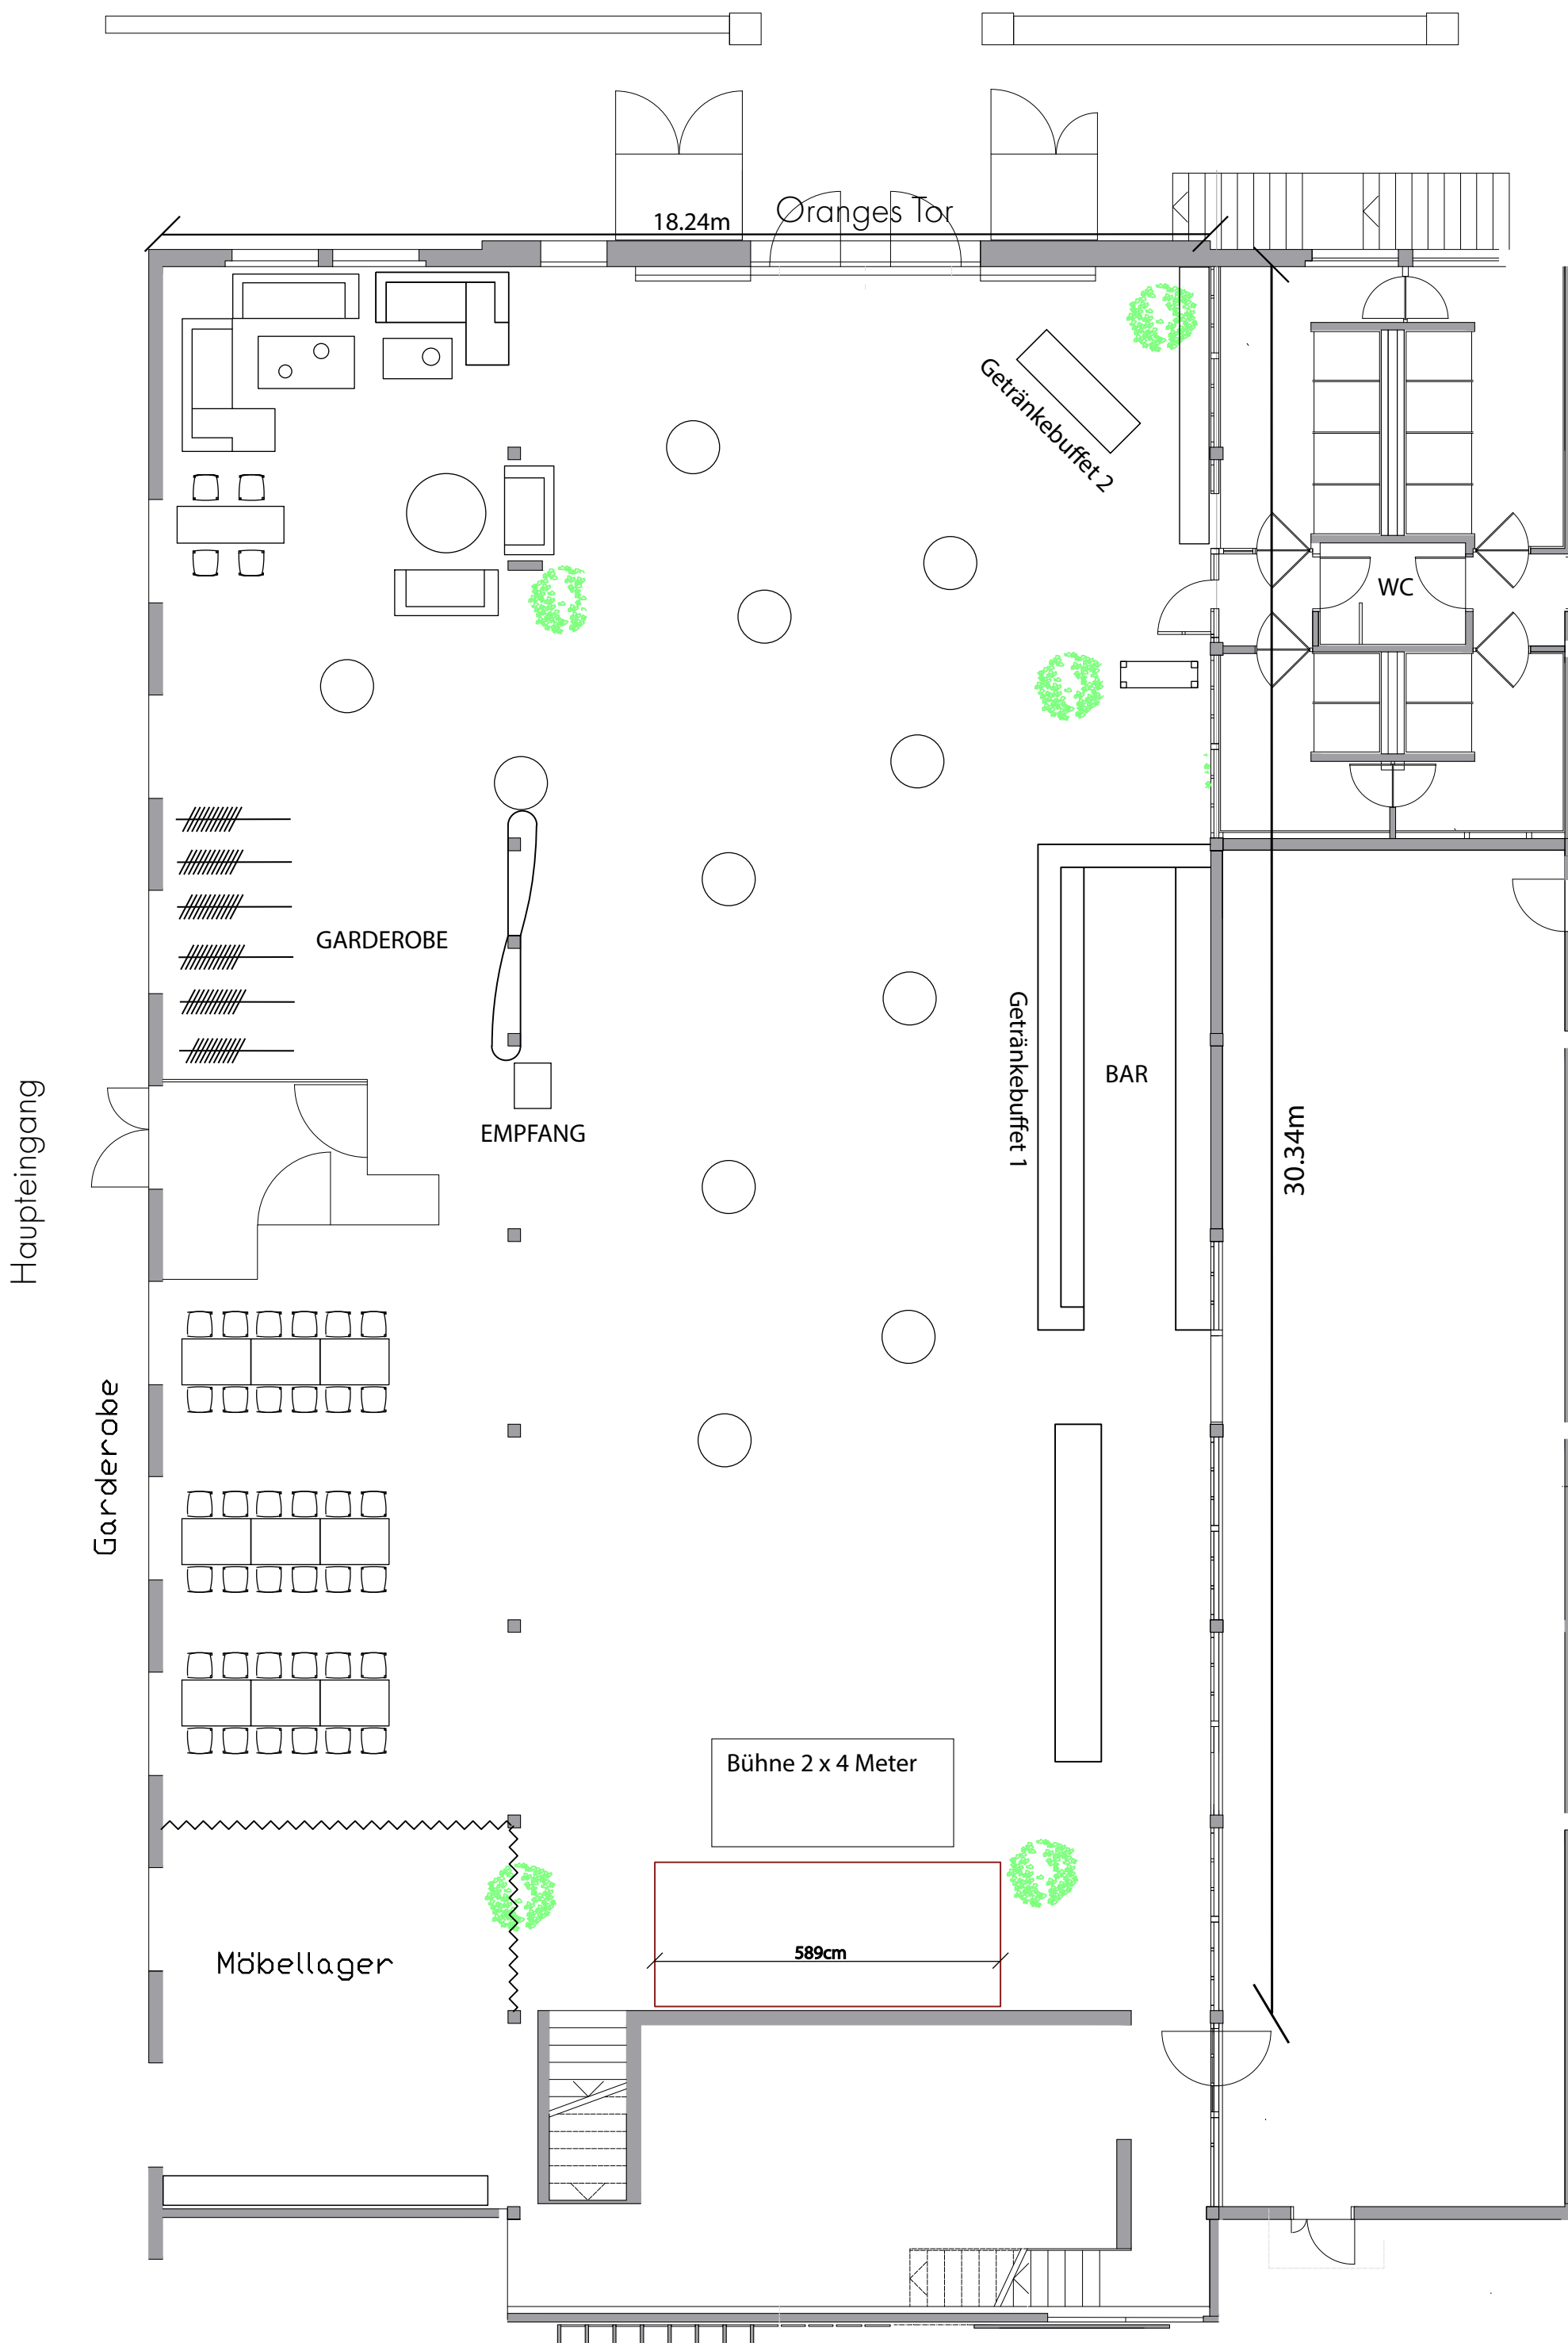 Oranges Tor
18.24m
Getränkebuffet 2
WC
GARDEROBE
Getränkebuffet 1
BAR
EMPFANG
Haupteingang
30.34m
Garderobe
Bühne 2 x 4 Meter
589cm
Möbellager